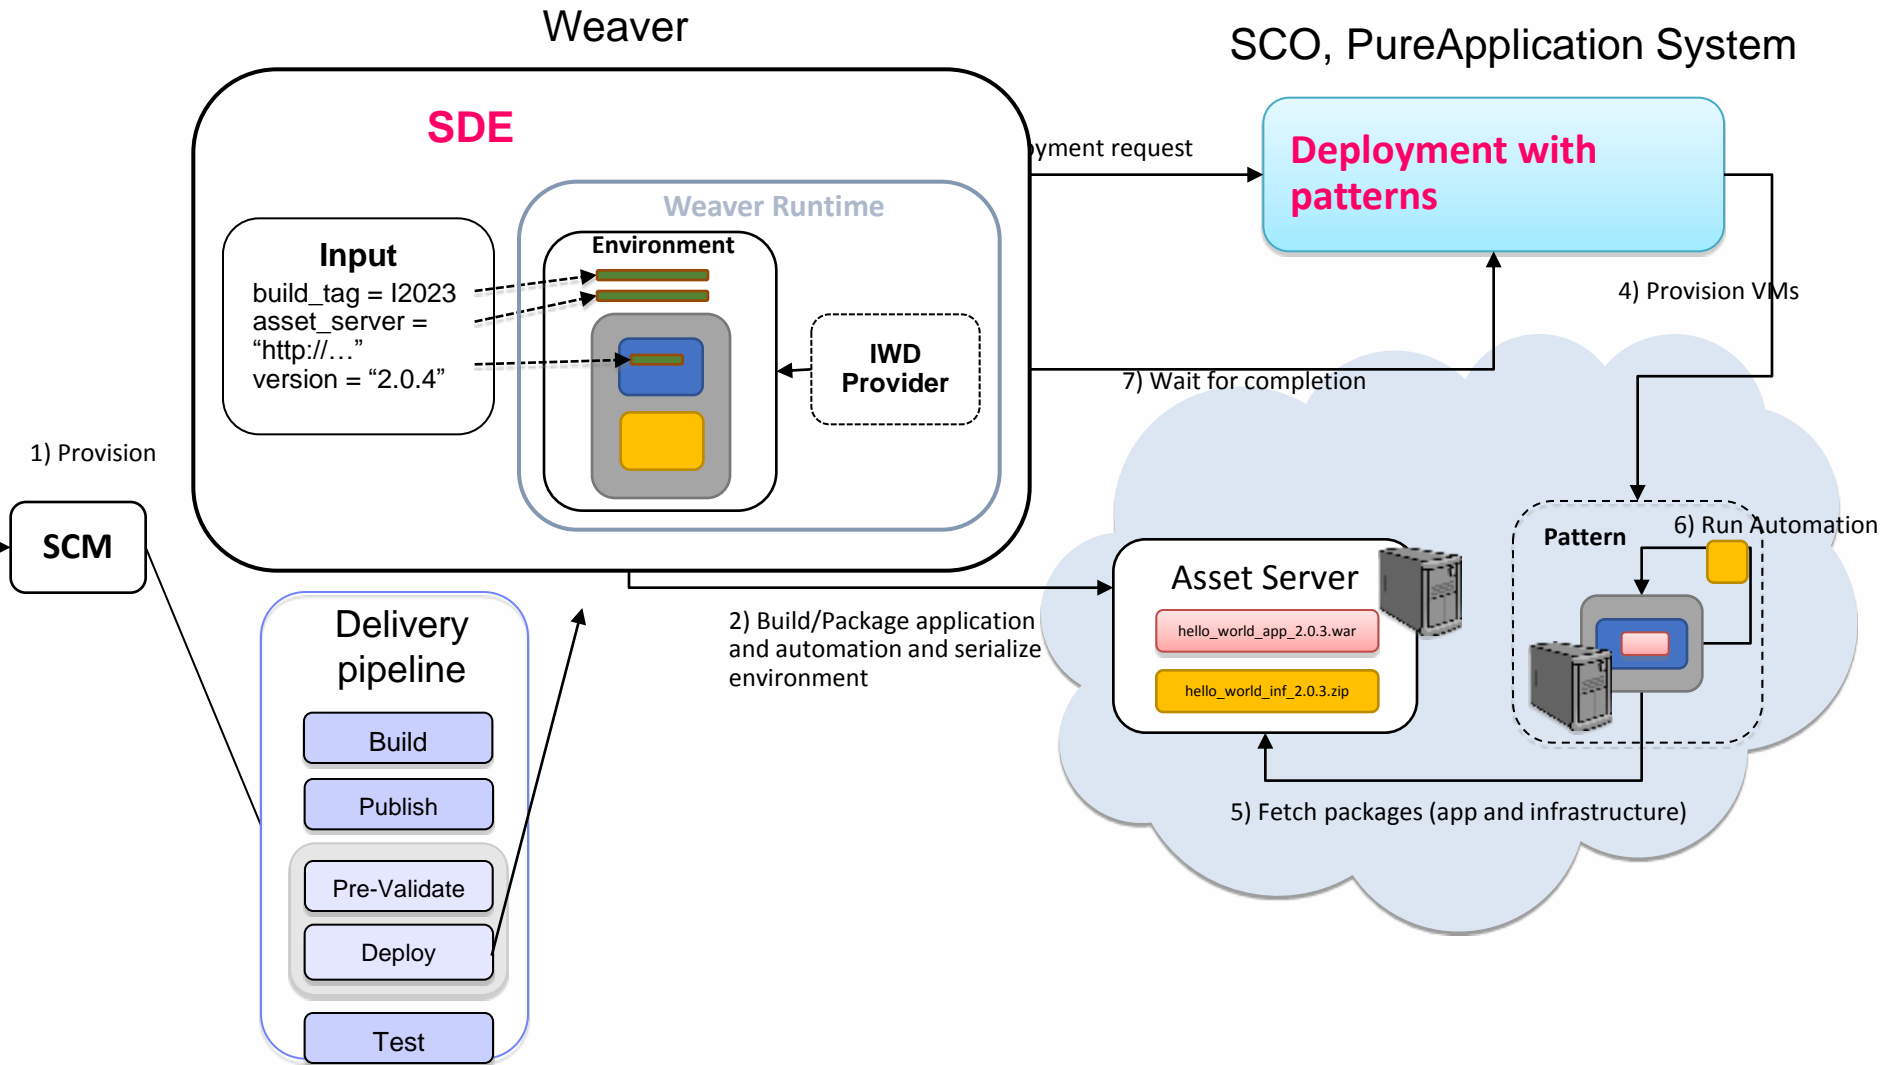 Weaver
SCO, PureApplication System
SDE
yment request
Deployment with
patterns
Weaver Runtime
Input
build_tag = I2023
asset_server =
“http://…”
version = “2.0.4”
Environment
IWD
Provider
4) Provision VMs
7) Wait for completion
1) Provision
SCM
Pattern
6) Run Automation
Asset Server
hello_world_app_2.0.3.war
hello_world_inf_2.0.3.zip
2) Build/Package application
and automation and serialize
environment
5) Fetch packages (app and infrastructure)
Delivery
pipeline
Build
Publish
Pre-Validate
Deploy
Test